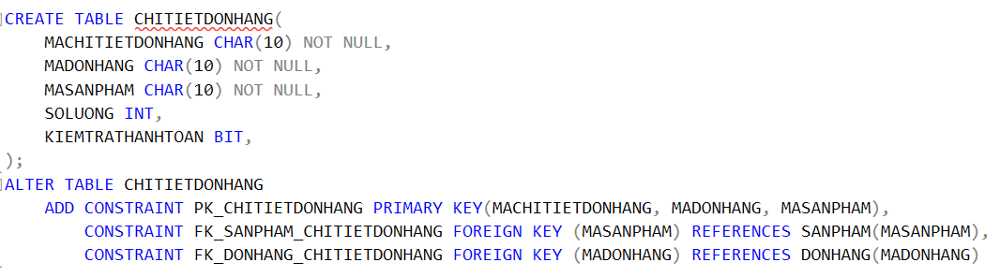 CREATE TABLE CHITIETDONHANG(
    MACHITIETDONHANG CHAR(10) NOT NULL,
    MADONHANG CHAR(10) NOT NULL,
    MASANPHAM CHAR(10) NOT NULL,
    SOLUONG INT,
    KIEMTRATHANHTOAN BIT,
);
ALTER TABLE CHITIETDONHANG
    ADD CONSTRAINT PK_CHITIETDONHANG PRIMARY KEY(MACHITIETDONHANG, MADONHANG, MASANPHAM),
        CONSTRAINT FK_SANPHAM_CHITIETDONHANG FOREIGN KEY (MASANPHAM) REFERENCES SANPHAM(MASANPHAM),
        CONSTRAINT FK_DONHANG_CHITIETDONHANG FOREIGN KEY (MADONHANG) REFERENCES DONHANG(MADONHANG)